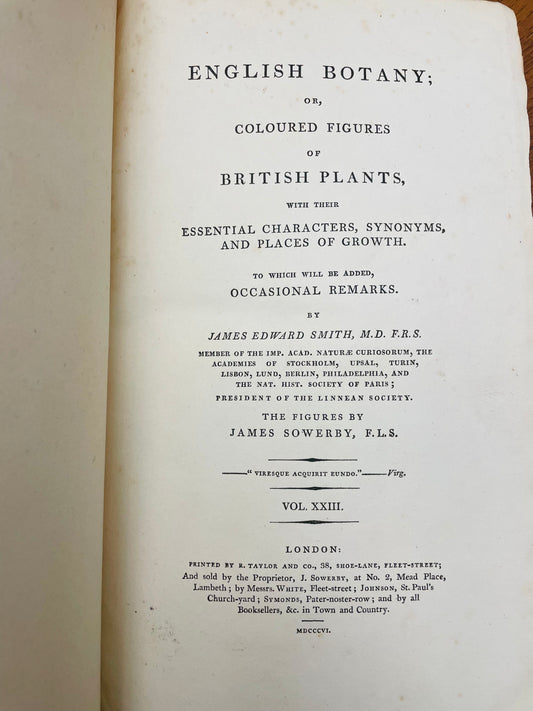 ENGLISH BOTANY;
OR,
COLOURED FIGURES
OF
BRITISH PLANTS,
WITH THEIR
ESSENTIAL CHARACTERS, SYNONYMS,
AND PLACES OF GROWTH.
TO WHICH WILL BE ADDED,
OCCASIONAL REMARKS.
BY
JAMES EDWARD SMITH, M.D. F.R.S.
MEMBER OF THE IMP. ACAD. NATURÆ CURIOSORUM, THE
ACADEMIES OF STOCKHOLM, UPSAL, TURIN,
LISBON, LUND, BERLIN, PHILADELPHIA, AND
THE NAT. HIST. SOCIETY OF PARIS;
PRESIDENT OF THE LINNEAN SOCIETY.
THE FIGURES BY
JAMES SOWERBY, F.L.S.
——“ VIRESQUE ACQUIRIT EUNDO.”——Virg.
VOL. XXIII.
LONDON:
PRINTED BY R. TAYLOR AND CO., 38, SHOE-LANE, FLEET-STREET;
And sold by the Proprietor, J. SOWERBY, at No. 2, Mead Place,
Lambeth; by Messrs. WHITE, Fleet-street; JOHNSON, St. Paul's
Church-yard; SYMONDS, Pater-noster-row; and by all
Booksellers, &c. in Town and Country.
MDCCCVI.